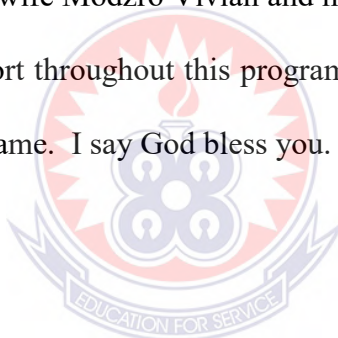 wife Modzro Vivian and
ort throughout this program
ame. I say God bless you.
EDUCATION FOR SERVICE